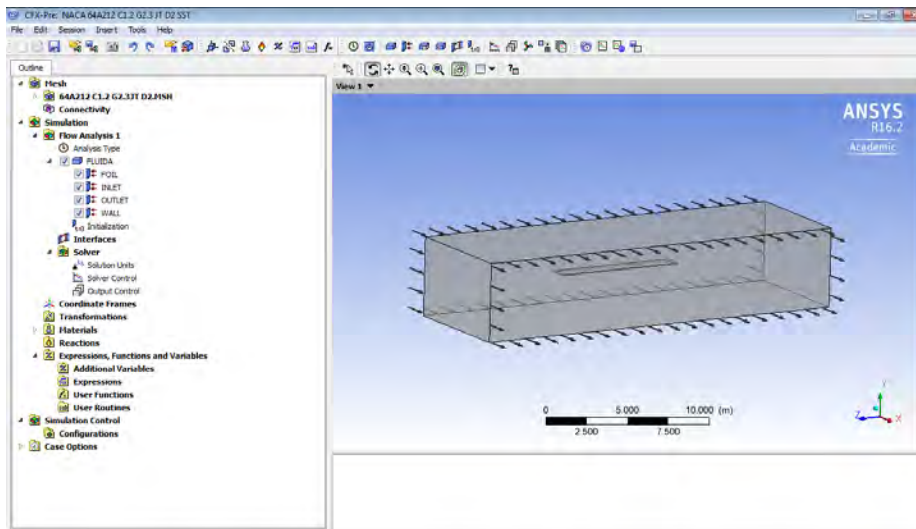 CFX-Pre: NACA 64A212 C1.2 G2.3 JT D2 SST
File Edit Session Insert Tools Help
Outline
Mesh
64A212 C1.2 G2.3JT D2.MSH
Connectivity
Simulation
Flow Analysis 1
Analysis Type
FLUIDA
FOIL
INLET
OUTLET
WALL
Initialization
Interfaces
Solver
Solution Units
Solver Control
Output Control
Coordinate Frames
Transformations
Materials
Reactions
Expressions, Functions and Variables
Additional Variables
Expressions
User Functions
User Routines
Simulation Control
Configurations
Case Options
View 1
ANSYS
R16.2
Academic
0 5.000 10.000 (m)
2.500 7.500
Y
Z X